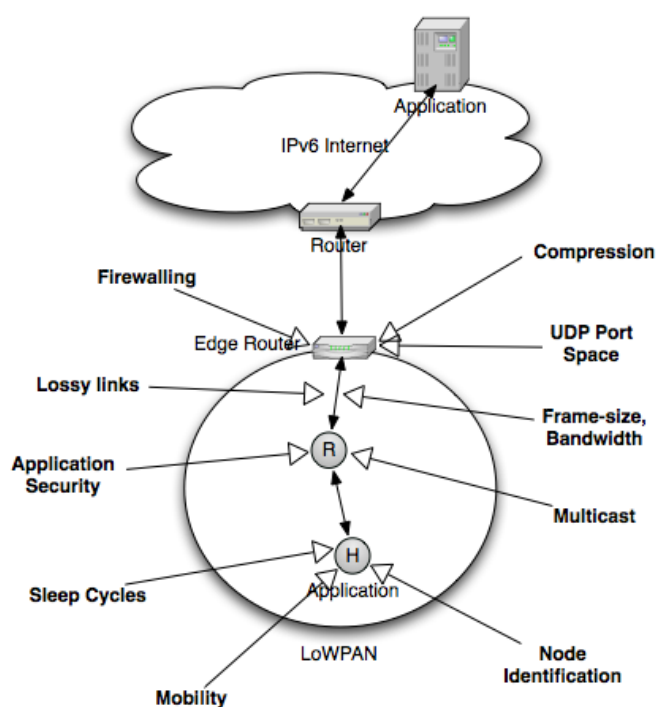 Application
IPv6 Internet
Router
Compression
Firewalling
Edge Router
UDP Port
Space
Lossy links
Frame-size,
Bandwidth
R
Application
Security
Multicast
H
Sleep Cycles
Application
LoWPAN
Node
Identification
Mobility